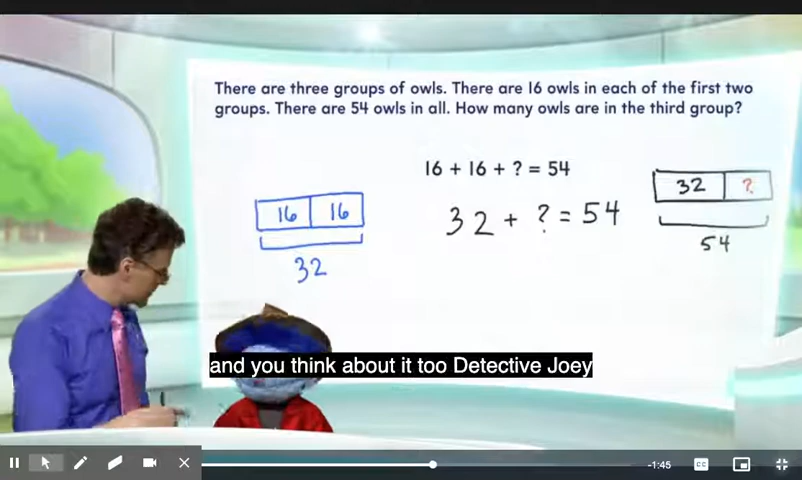 There are three groups of owls. There are 16 owls in each of the first two
groups. There are 54 owls in all. How many owls are in the third group?
16 + 16 + ? = 54
32 ?
16 16
32 + ? = 54
54
32
and you think about it too Detective Joey
-1:45
CC